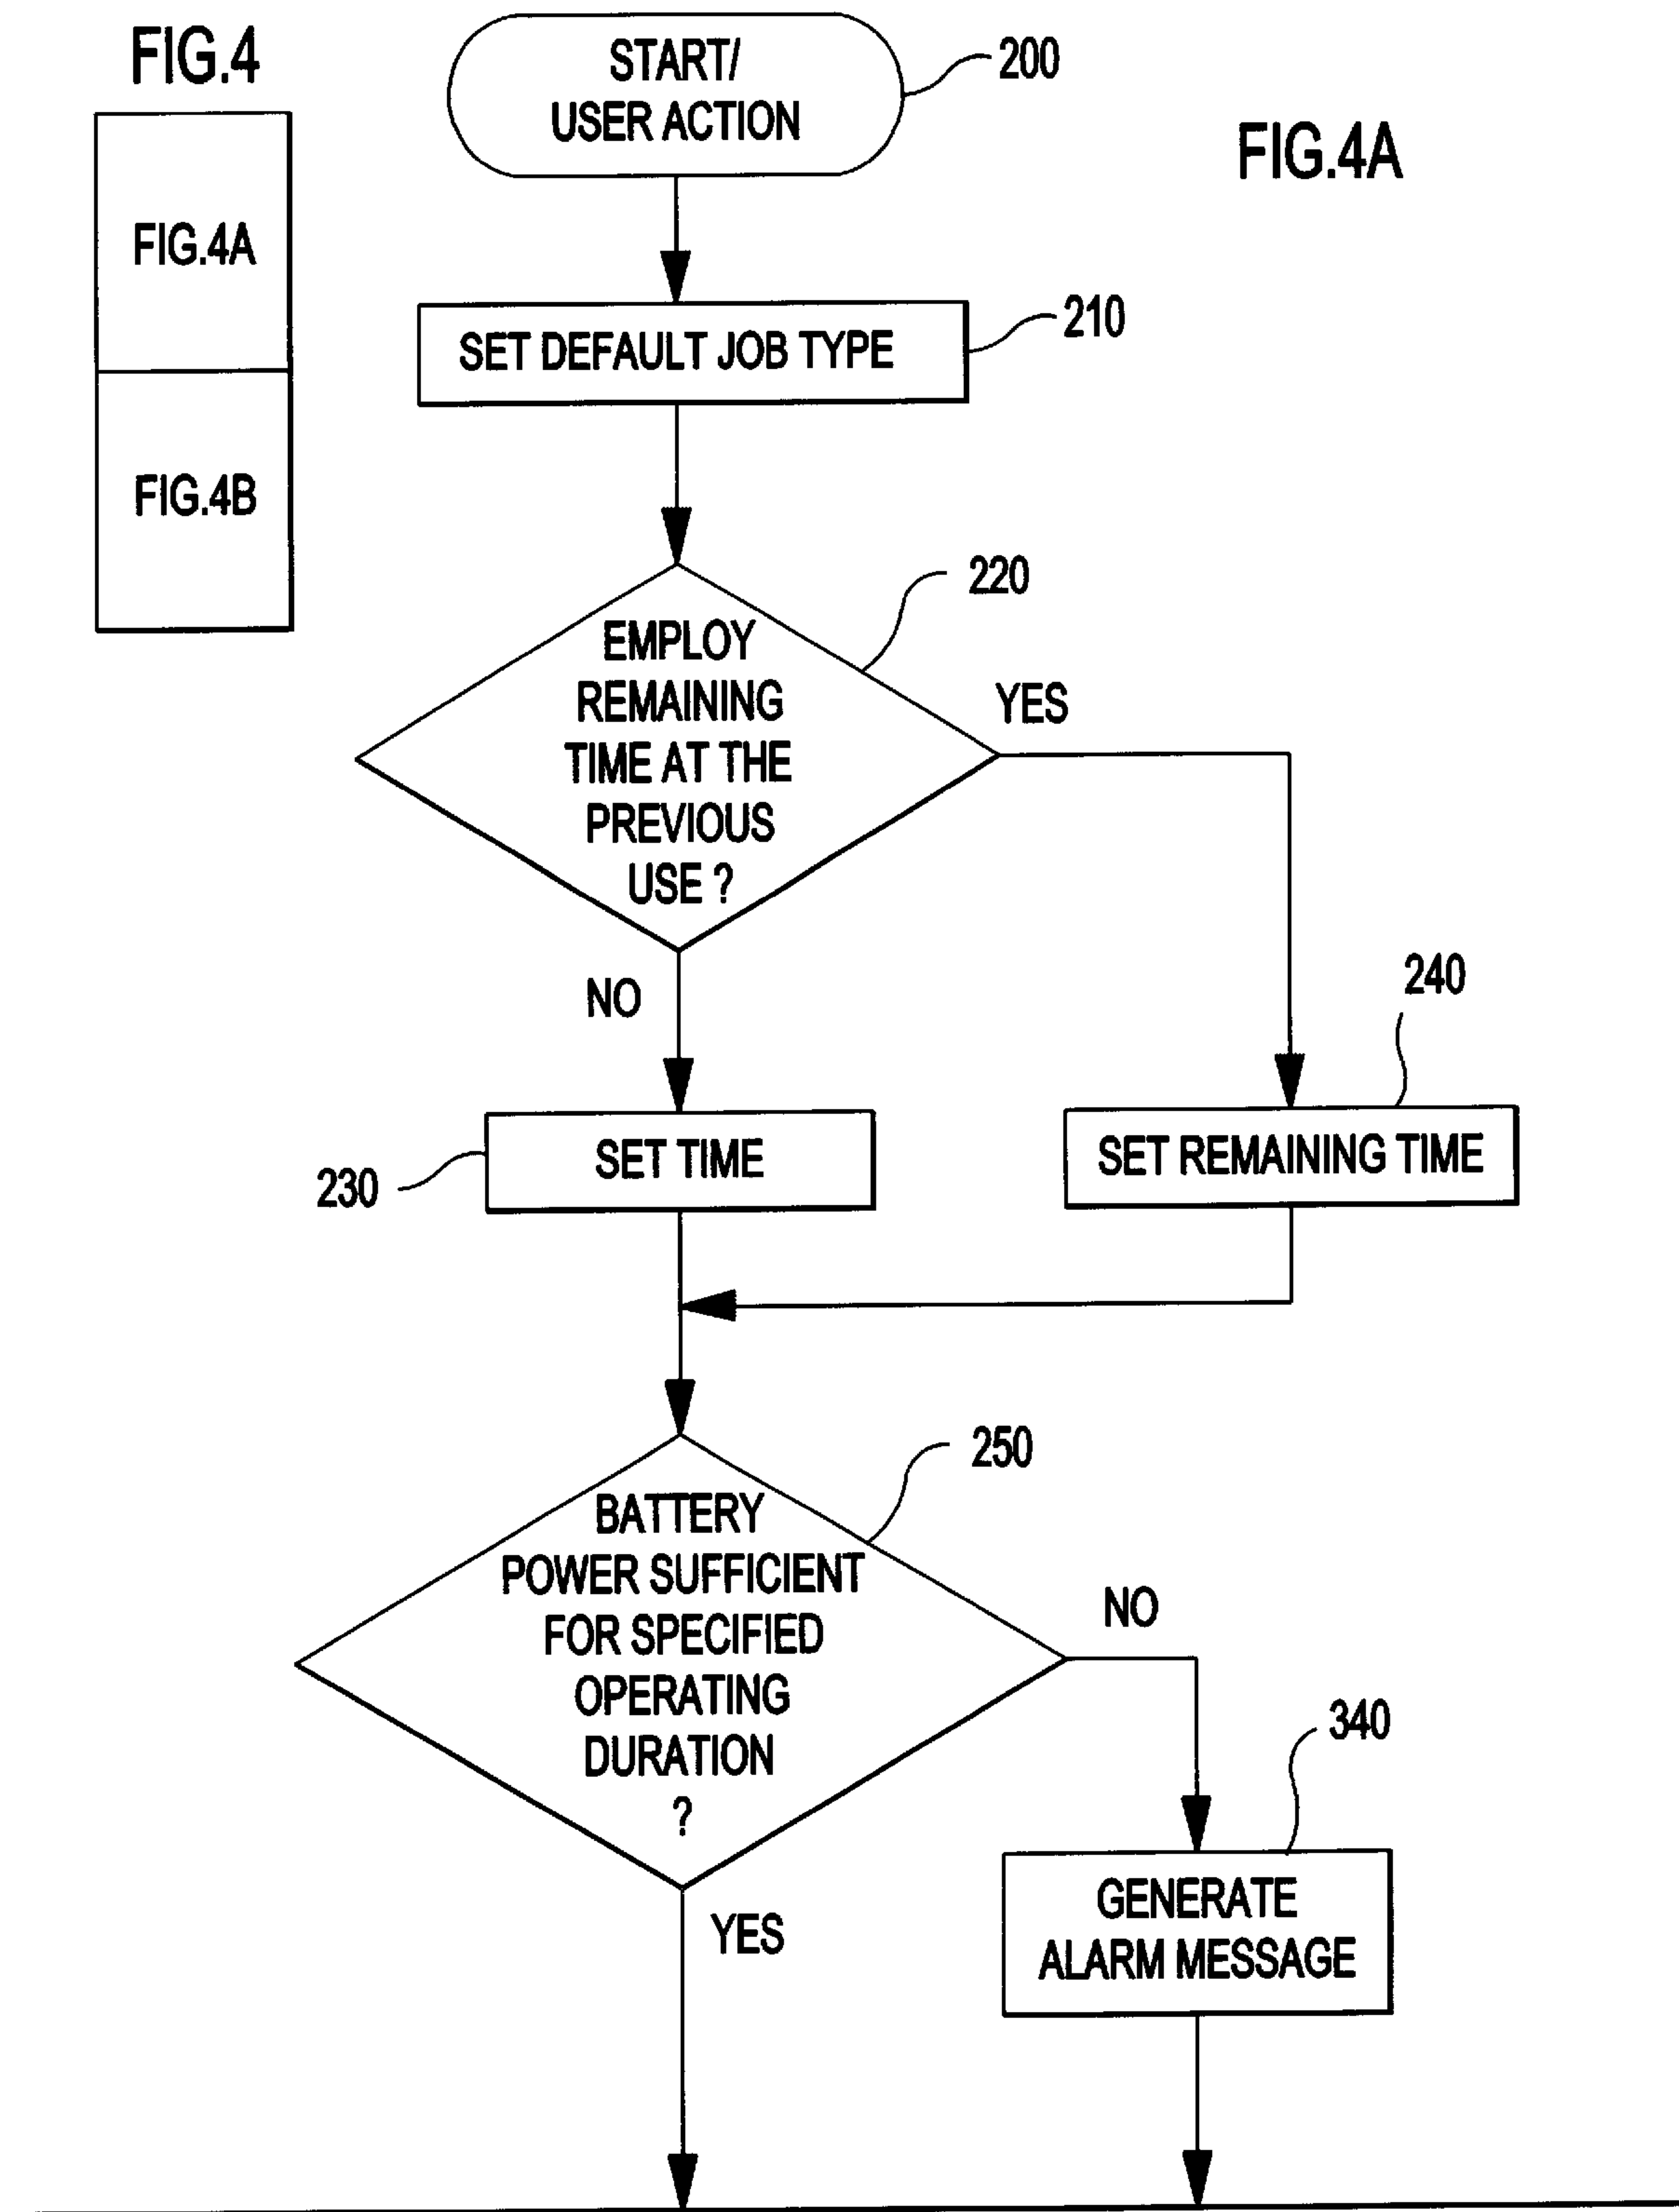 FIG.4
FIG.4A
FIG.4B
START/
USER ACTION
200
FIG.4A
SET DEFAULT JOB TYPE
210
EMPLOY
REMAINING
TIME AT THE
PREVIOUS
USE ?
220
YES
NO
SET TIME
230
SET REMAINING TIME
240
BATTERY
POWER SUFFICIENT
FOR SPECIFIED
OPERATING
DURATION
?
250
NO
YES
GENERATE
ALARM MESSAGE
340